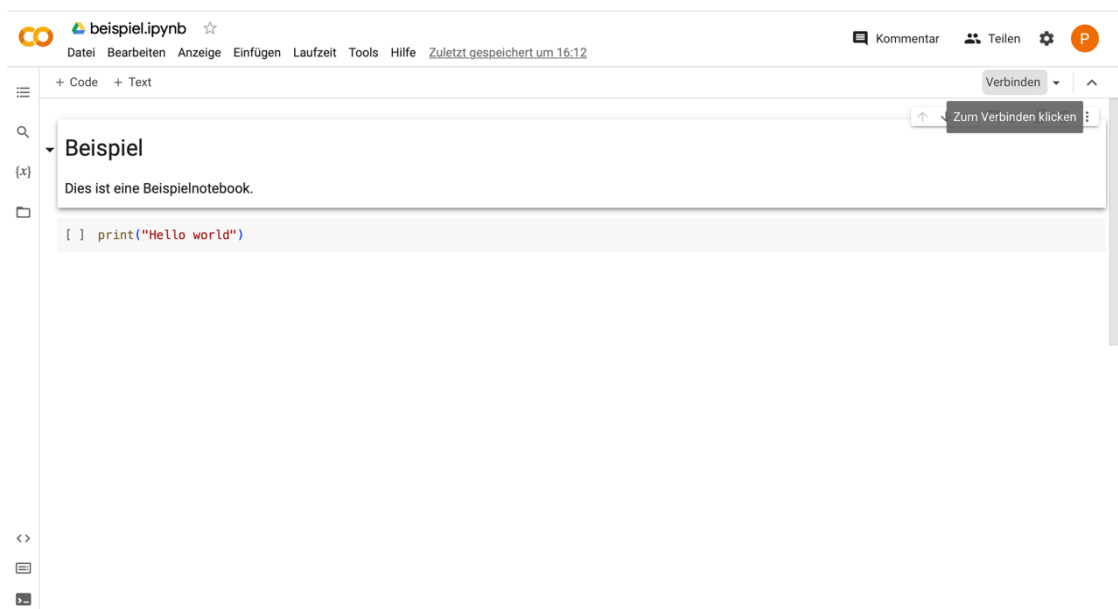 beispiel.ipynb
Datei Bearbeiten Anzeige Einfügen Laufzeit Tools Hilfe Zuletzt gespeichert um 16:12
Kommentar Teilen P
+ Code + Text
Verbinden
Zum Verbinden klicken
{x}
Beispiel
Dies ist eine Beispielnotebook.
[ ] print("Hello world")